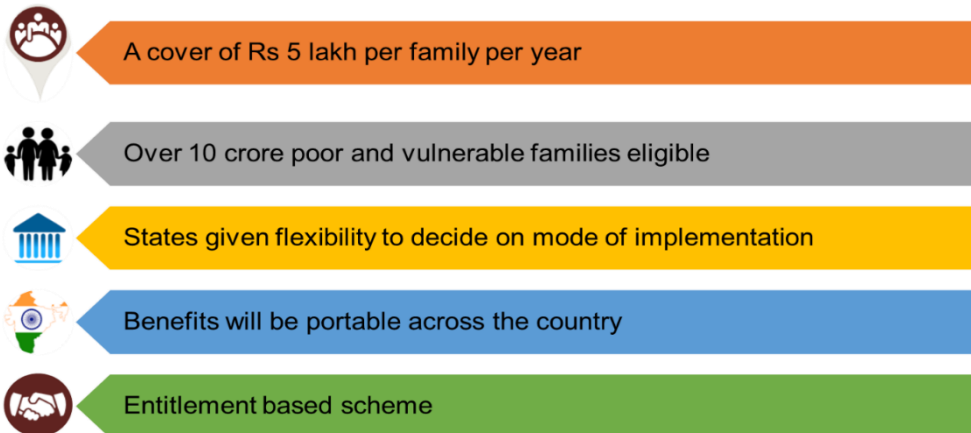 A cover of Rs 5 lakh per family per year
Over 10 crore poor and vulnerable families eligible
States given flexibility to decide on mode of implementation
Benefits will be portable across the country
Entitlement based scheme